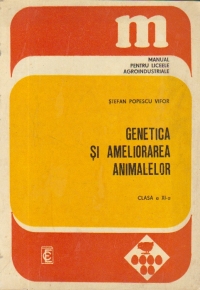 m
MANUAL
PENTRU LICEELE
AGROINDUSTRIALE
ȘTEFAN POPESCU VIFOR
GENETICA
ȘI AMELIORAREA
ANIMALELOR
CLASA a XI-a